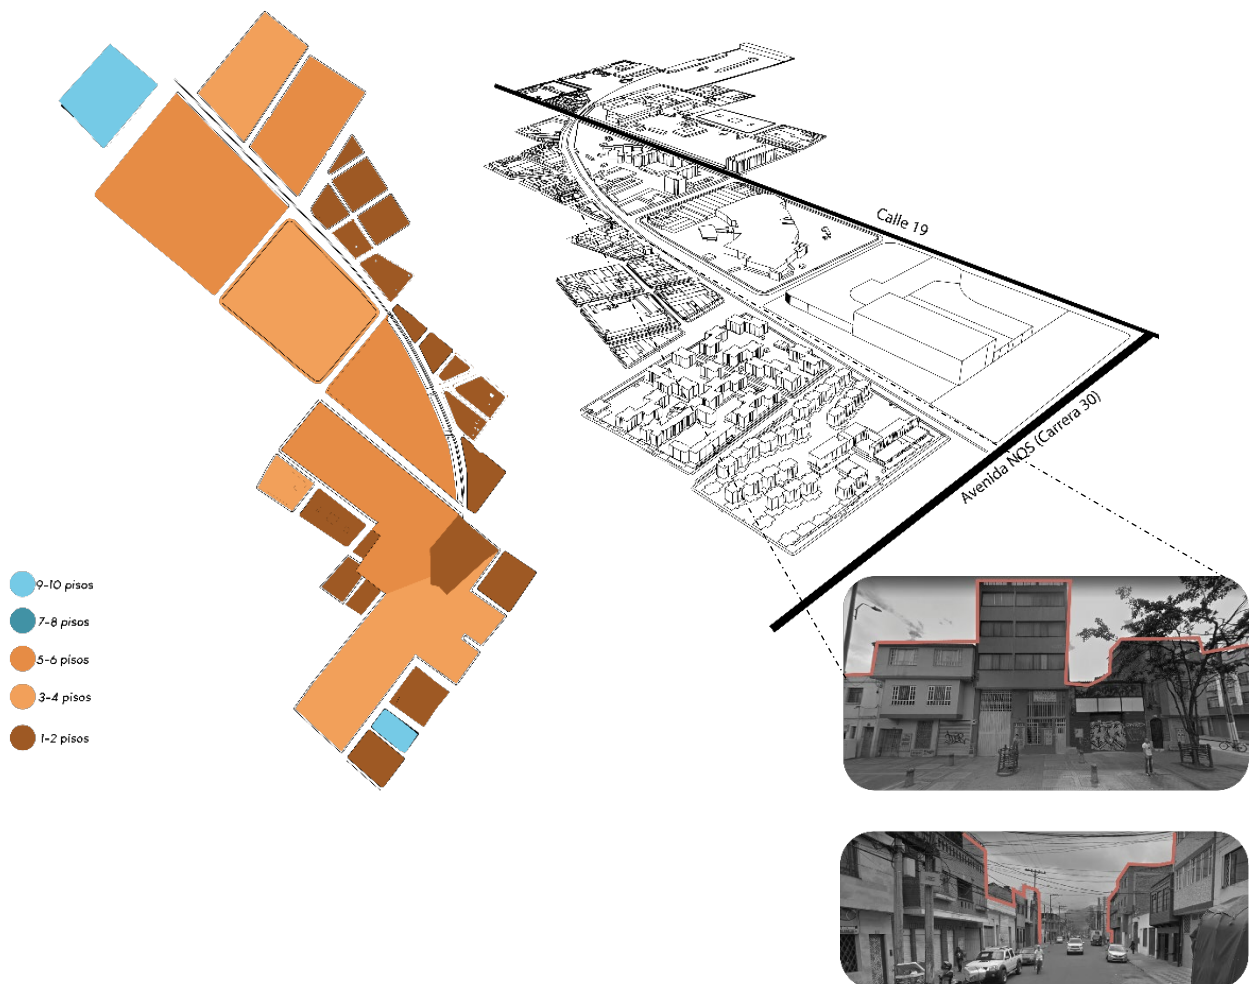 Calle 19
Avenida NQS (Carrera 30)
9-10 pisos
7-8 pisos
5-6 pisos
3-4 pisos
1-2 pisos